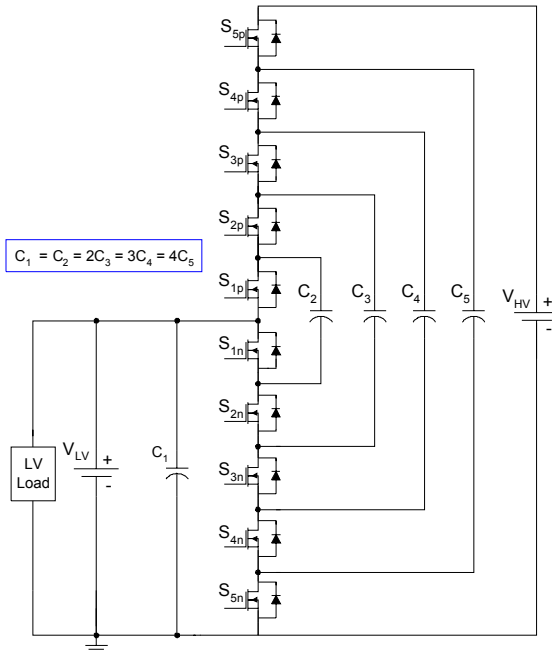 S5p
S4p
S3p
S2p
C1 = C2 = 2C3 = 3C4 = 4C5
S1p
C2
C3
C4
C5
VHV
+
-
S1n
S2n
LV
Load
VLV
+
-
C1
S3n
S4n
S5n